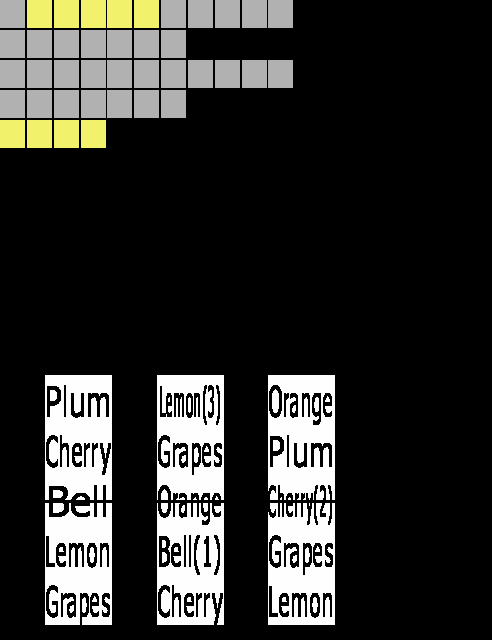 Plum Lemon(3) Orange
Cherry Grapes Plum
Bell Orange Cherry(2)
Lemon Bell(1) Grapes
Grapes Cherry Lemon